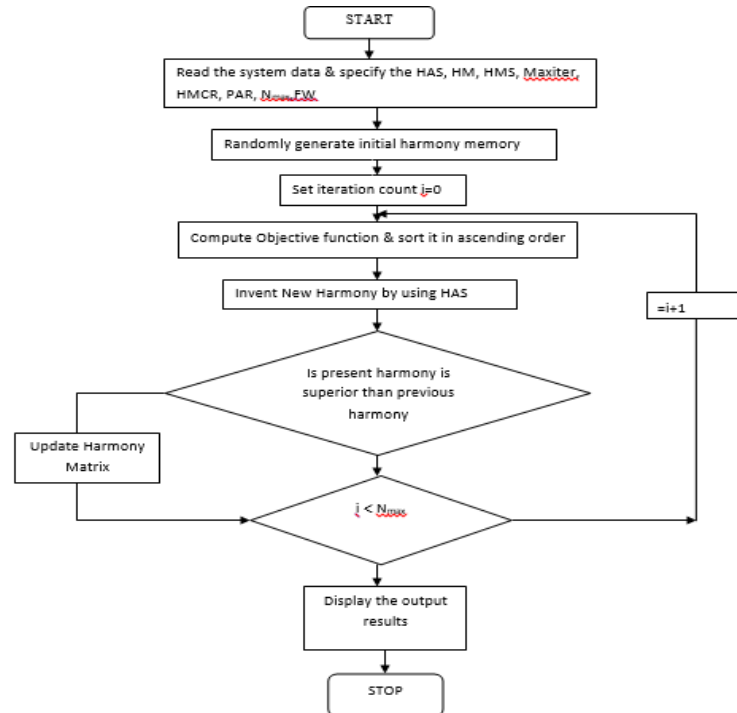 START
Read the system data & specify the HAS, HM, HMS, Maxiter,
HMCR, PAR, Nmax,FW
Randomly generate initial harmony memory
Set iteration count i=0
Compute Objective function & sort it in ascending order
Invent New Harmony by using HAS
=i+1
Is present harmony is
superior than previous
harmony
Update Harmony
Matrix
i < Nmax
Display the output
results
STOP